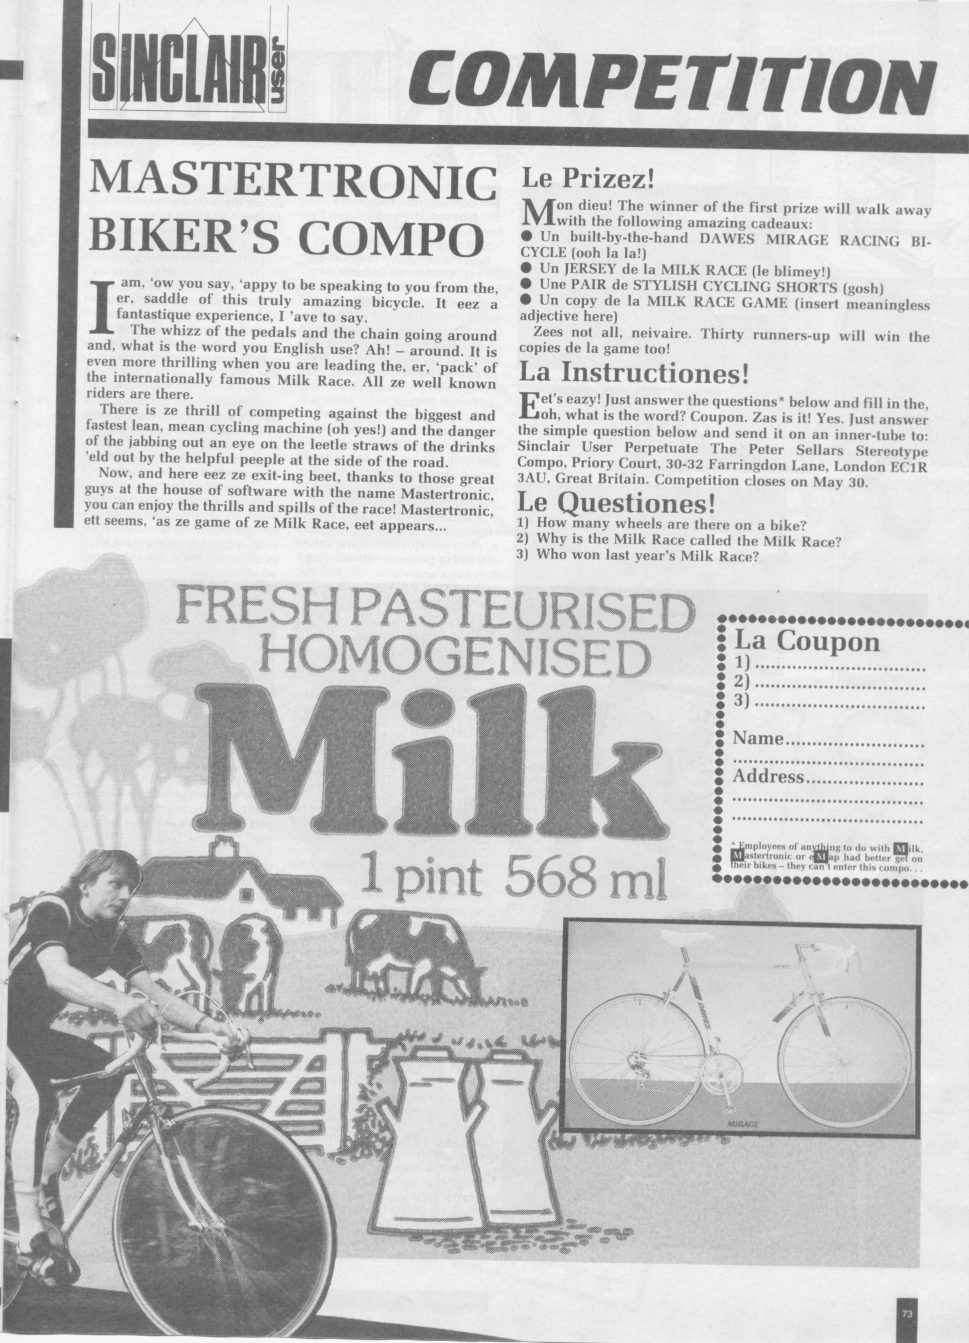 SINCLAIR user
COMPETITION
MASTERTRONIC
BIKER'S COMPO
I am, 'ow you say, 'appy to be speaking to you from the,
er, saddle of this truly amazing bicycle. It eez a
fantastique experience, I 'ave to say.
The whizz of the pedals and the chain going around
and, what is the word you English use? Ah! – around. It is
even more thrilling when you are leading the, er, 'pack' of
the internationally famous Milk Race. All ze well known
riders are there.
There is ze thrill of competing against the biggest and
fastest lean, mean cycling machine (oh yes!) and the danger
of the jabbing out an eye on the leetle straws of the drinks
'eld out by the helpful peeple at the side of the road.
Now, and here eez ze exit-ing beet, thanks to those great
guys at the house of software with the name Mastertronic,
you can enjoy the thrills and spills of the race! Mastertronic,
ett seems, 'as ze game of ze Milk Race, eet appears...
Le Prizez!
Mon dieu! The winner of the first prize will walk away
with the following amazing cadeaux:
● Un built-by-the-hand DAWES MIRAGE RACING BI-
CYCLE (ooh la la!)
● Un JERSEY de la MILK RACE (le blimey!)
● Une PAIR de STYLISH CYCLING SHORTS (gosh)
● Un copy de la MILK RACE GAME (insert meaningless
adjective here)
Zees not all, neivaire. Thirty runners-up will win the
copies de la game too!
La Instructiones!
Eet's eazy! Just answer the questions* below and fill in the,
oh, what is the word? Coupon. Zas is it! Yes. Just answer
the simple question below and send it on an inner-tube to:
Sinclair User Perpetuate The Peter Sellars Stereotype
Compo, Priory Court, 30-32 Farringdon Lane, London EC1R
3AU, Great Britain. Competition closes on May 30.
Le Questiones!
1) How many wheels are there on a bike?
2) Why is the Milk Race called the Milk Race?
3) Who won last year's Milk Race?
FRESH PASTEURISED
HOMOGENISED
Milk
1 pint 568 ml
La Coupon
1) ................................
2) ................................
3) ................................
Name..........................
................................
Address......................
................................
................................
* Employees of anything to do with Milk,
Mastertronic or eMap had better get on
their bikes – they can't enter this compo. . .
MIRAGE
73